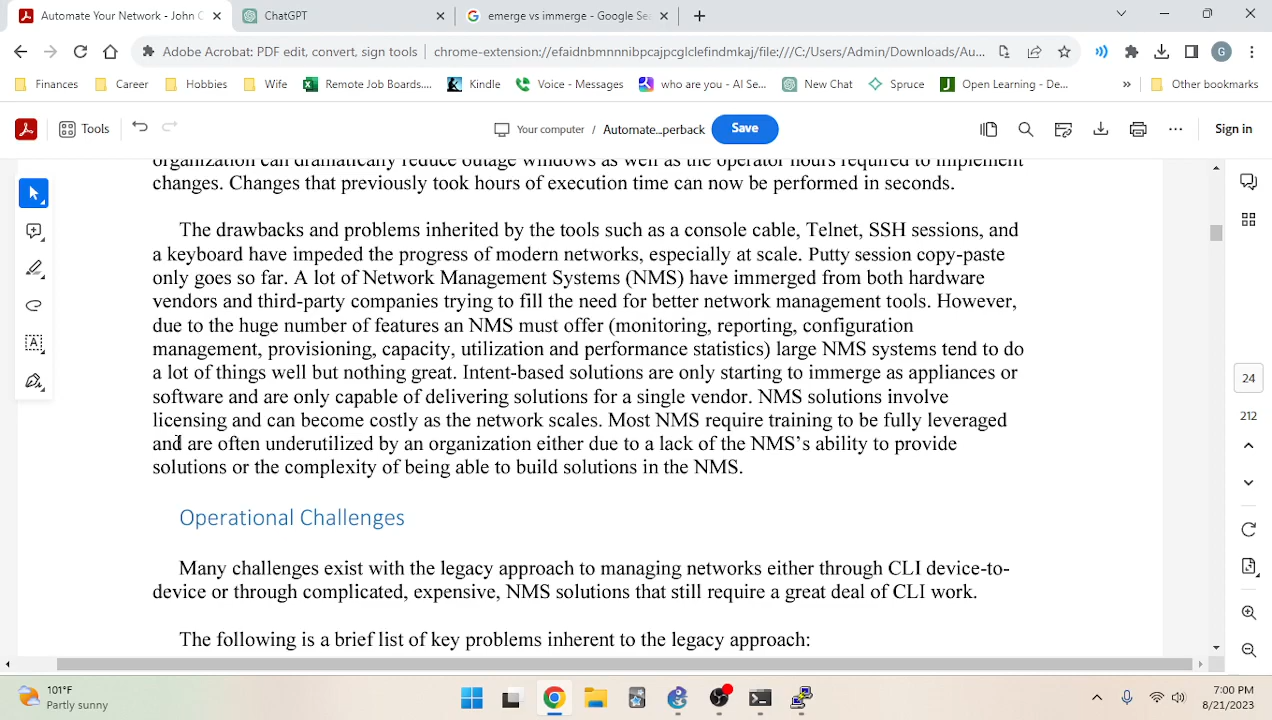 Automate Your Network - John C
ChatGPT
emerge vs immerge - Google Se
Adobe Acrobat: PDF edit, convert, sign tools
chrome-extension://efaidnbmnnnibpcajpcglclefindmkaj/file:///C:/Users/Admin/Downloads/Au...
G
Finances
Career
Hobbies
Wife
Remote Job Boards....
Kindle
Voice - Messages
who are you - AI Se...
New Chat
Spruce
Open Learning - De...
»
Other bookmarks
Tools
Your computer / Automate...perback
Save
Sign in
organization can dramatically reduce outage windows as well as the operator hours required to implement
changes. Changes that previously took hours of execution time can now be performed in seconds.
The drawbacks and problems inherited by the tools such as a console cable, Telnet, SSH sessions, and
a keyboard have impeded the progress of modern networks, especially at scale. Putty session copy-paste
only goes so far. A lot of Network Management Systems (NMS) have immerged from both hardware
vendors and third-party companies trying to fill the need for better network management tools. However,
due to the huge number of features an NMS must offer (monitoring, reporting, configuration
management, provisioning, capacity, utilization and performance statistics) large NMS systems tend to do
a lot of things well but nothing great. Intent-based solutions are only starting to immerge as appliances or
software and are only capable of delivering solutions for a single vendor. NMS solutions involve
licensing and can become costly as the network scales. Most NMS require training to be fully leveraged
and are often underutilized by an organization either due to a lack of the NMS's ability to provide
solutions or the complexity of being able to build solutions in the NMS.
Operational Challenges
Many challenges exist with the legacy approach to managing networks either through CLI device-to-
device or through complicated, expensive, NMS solutions that still require a great deal of CLI work.
The following is a brief list of key problems inherent to the legacy approach:
24
212
101°F
Partly sunny
7:00 PM
8/21/2023